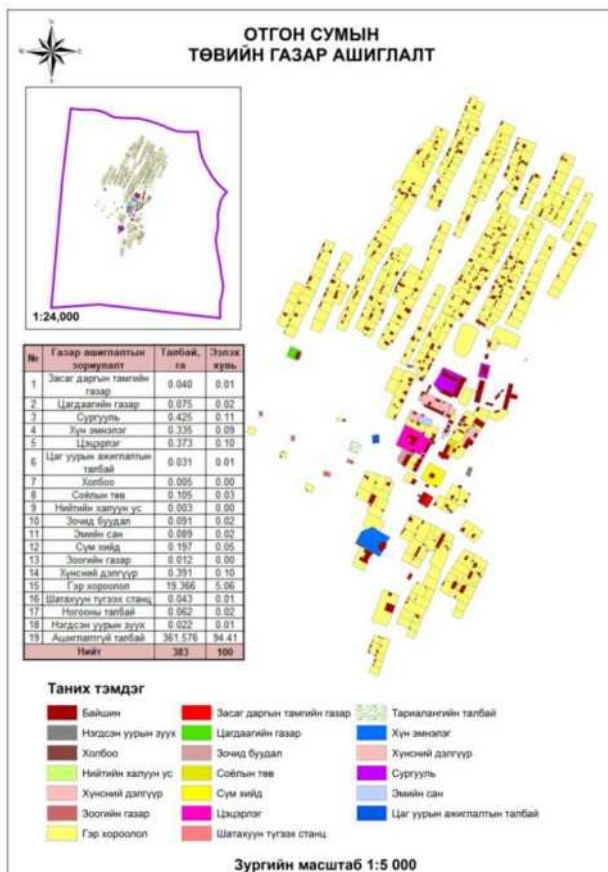 ОТГОН СУМЫН
ТӨВИЙН ГАЗАР АШИГЛАЛТ
1:24,000
№ Газар ашиглалтын зориулалт Талбай, га Эзлэх хувь
1 Засаг даргын тамгийн газар 0.040 0.01
2 Цагдаагийн газар 0.075 0.02
3 Сургууль 0.425 0.11
4 Хүн эмнэлэг 0.335 0.09
5 Цэцэрлэг 0.373 0.10
6 Цаг уурын ажиглалтын талбай 0.031 0.01
7 Холбоо 0.005 0.00
8 Соёлын төв 0.105 0.03
9 Нийтийн халуун ус 0.003 0.00
10 Зочид буудал 0.091 0.02
11 Эмийн сан 0.089 0.02
12 Сүм хийд 0.197 0.05
13 Зоогийн газар 0.012 0.00
14 Хүнсний дэлгүүр 0.391 0.10
15 Гэр хороолол 19.366 5.06
16 Шатахуун түгээх станц 0.043 0.01
17 Ногооны талбай 0.062 0.02
18 Нэгдсэн уурын зуух 0.022 0.01
19 Ашиглалтгүй талбай 361.576 94.41
Нийт 383 100
Таних тэмдэг
Байшин
Нэгдсэн уурын зуух
Холбоо
Нийтийн халуун ус
Хүнсний дэлгүүр
Зоогийн газар
Гэр хороолол
Засаг даргын тамгийн газар
Цагдаагийн газар
Зочид буудал
Соёлын төв
Сүм хийд
Цэцэрлэг
Шатахуун түгээх станц
Тариалангийн талбай
Хүн эмнэлэг
Хүнсний дэлгүүр
Сургууль
Эмийн сан
Цаг уурын ажиглалтын талбай
Зургийн масштаб 1:5 000